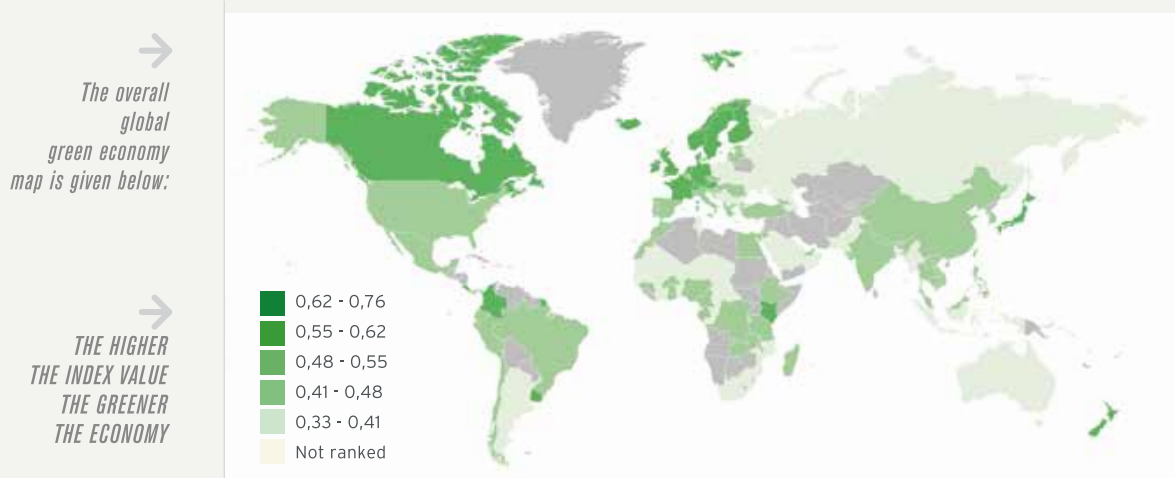 The overall
global
green economy
map is given below:
THE HIGHER
THE INDEX VALUE
THE GREENER
THE ECONOMY
0,62 - 0,76
0,55 - 0,62
0,48 - 0,55
0,41 - 0,48
0,33 - 0,41
Not ranked